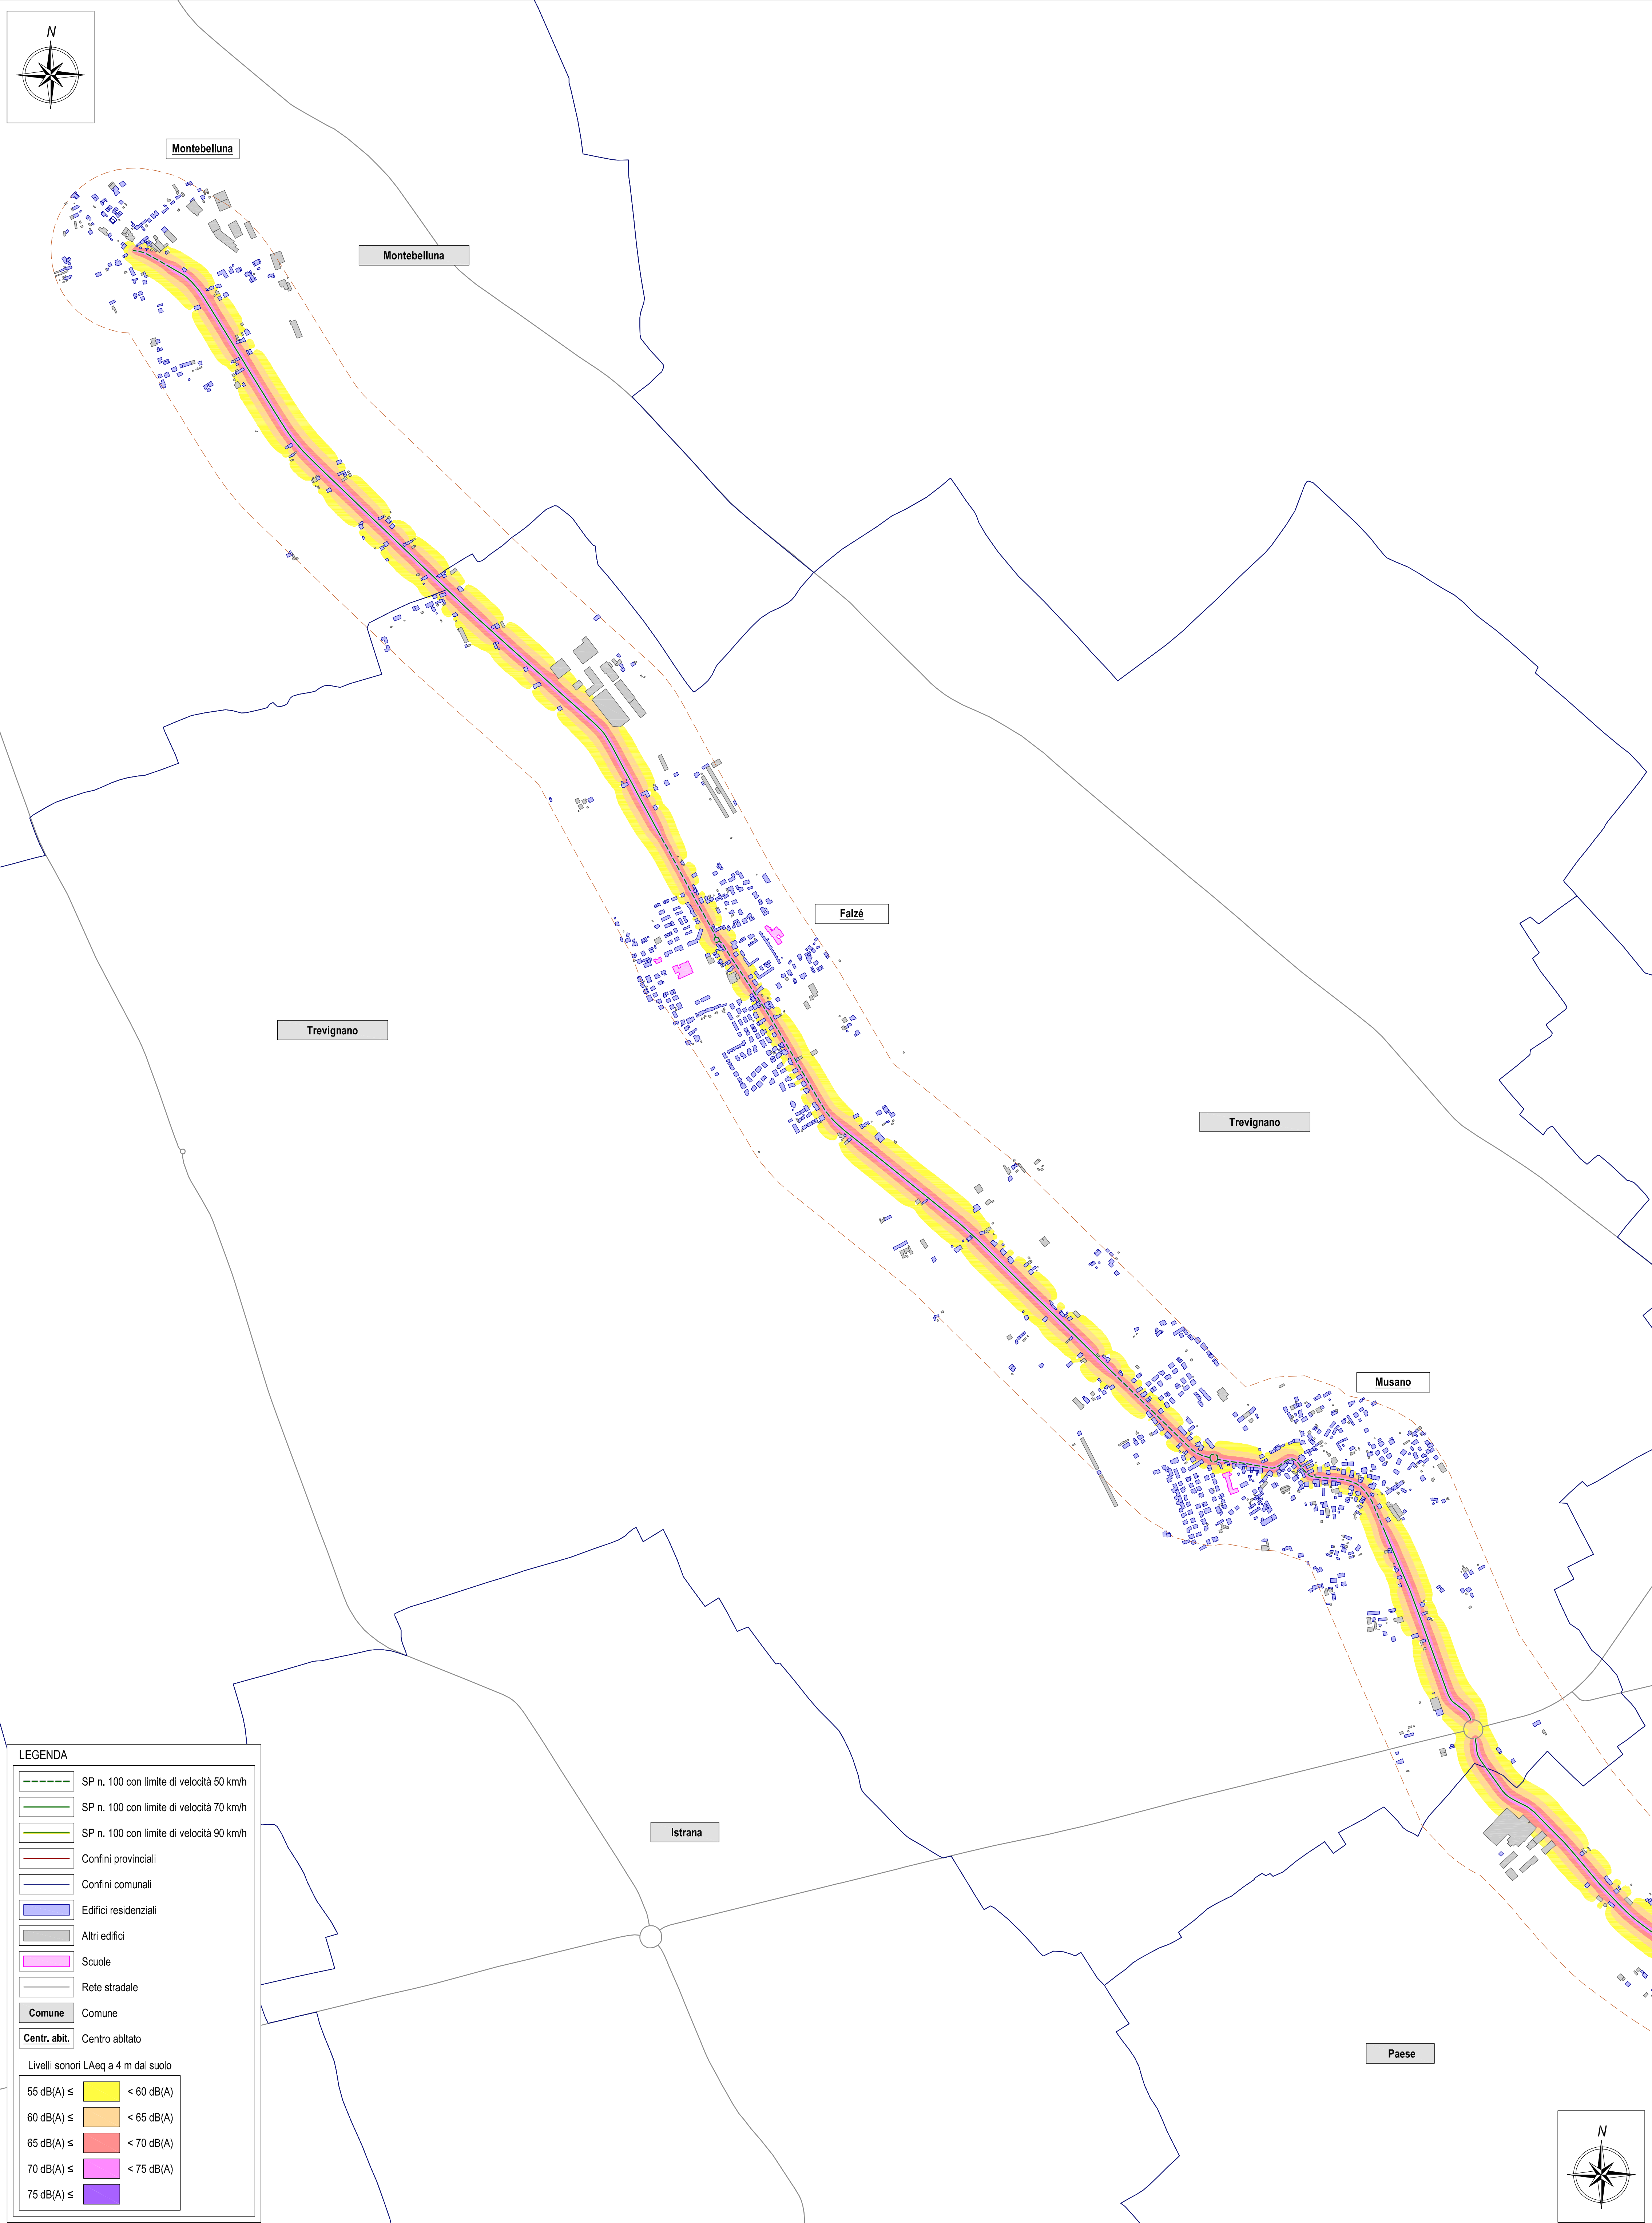 N
Montebelluna
Montebelluna
Falzé
Trevignano
Trevignano
Musano
Istrana
Paese
N
LEGENDA
SP n. 100 con limite di velocità 50 km/h
SP n. 100 con limite di velocità 70 km/h
SP n. 100 con limite di velocità 90 km/h
Confini provinciali
Confini comunali
Edifici residenziali
Altri edifici
Scuole
Rete stradale
Comune Comune
Centr. abit. Centro abitato
Livelli sonori LAeq a 4 m dal suolo
55 dB(A) ≤ < 60 dB(A)
60 dB(A) ≤ < 65 dB(A)
65 dB(A) ≤ < 70 dB(A)
70 dB(A) ≤ < 75 dB(A)
75 dB(A) ≤